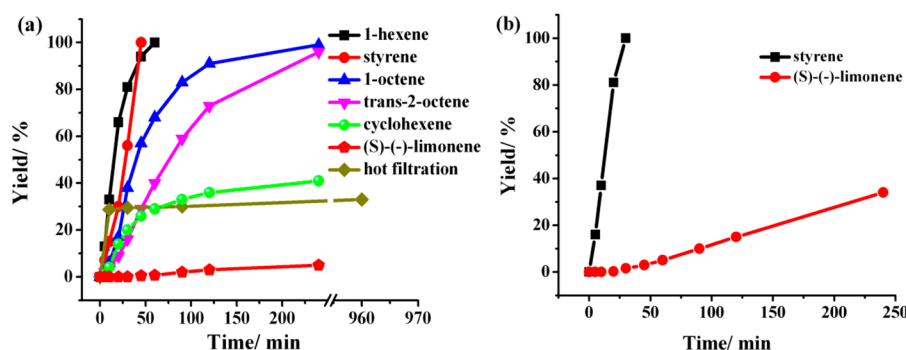 (a)
Yield/ %
100
80
60
40
20
0
1-hexene
styrene
1-octene
trans-2-octene
cyclohexene
(S)-(-)-limonene
hot filtration
0 50 100 150 200 960 970
Time/ min
(b)
Yield/ %
100
80
60
40
20
0
styrene
(S)-(-)-limonene
0 50 100 150 200 250
Time/ min